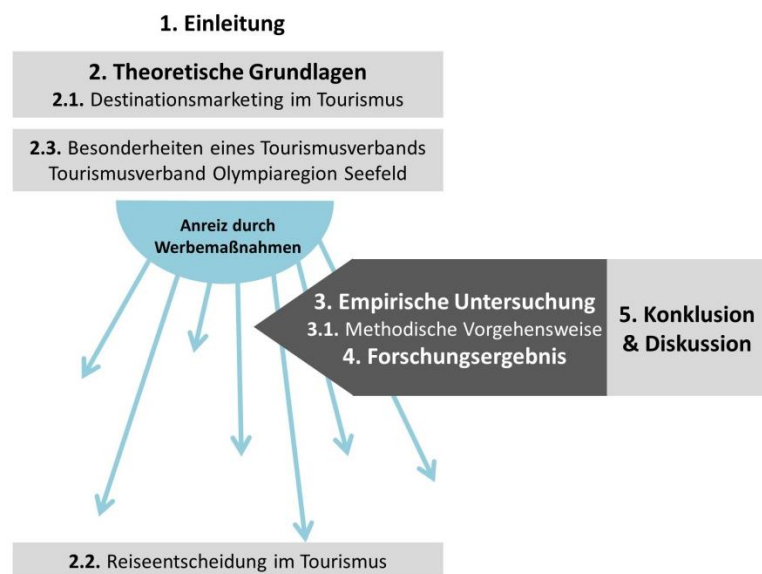 1. Einleitung
2. Theoretische Grundlagen
2.1. Destinationsmarketing im Tourismus
2.3. Besonderheiten eines Tourismusverbands
Tourismusverband Olympiaregion Seefeld
Anreiz durch
Werbemaßnahmen
3. Empirische Untersuchung
3.1. Methodische Vorgehensweise
4. Forschungsergebnis
5. Konklusion
& Diskussion
2.2. Reiseentscheidung im Tourismus